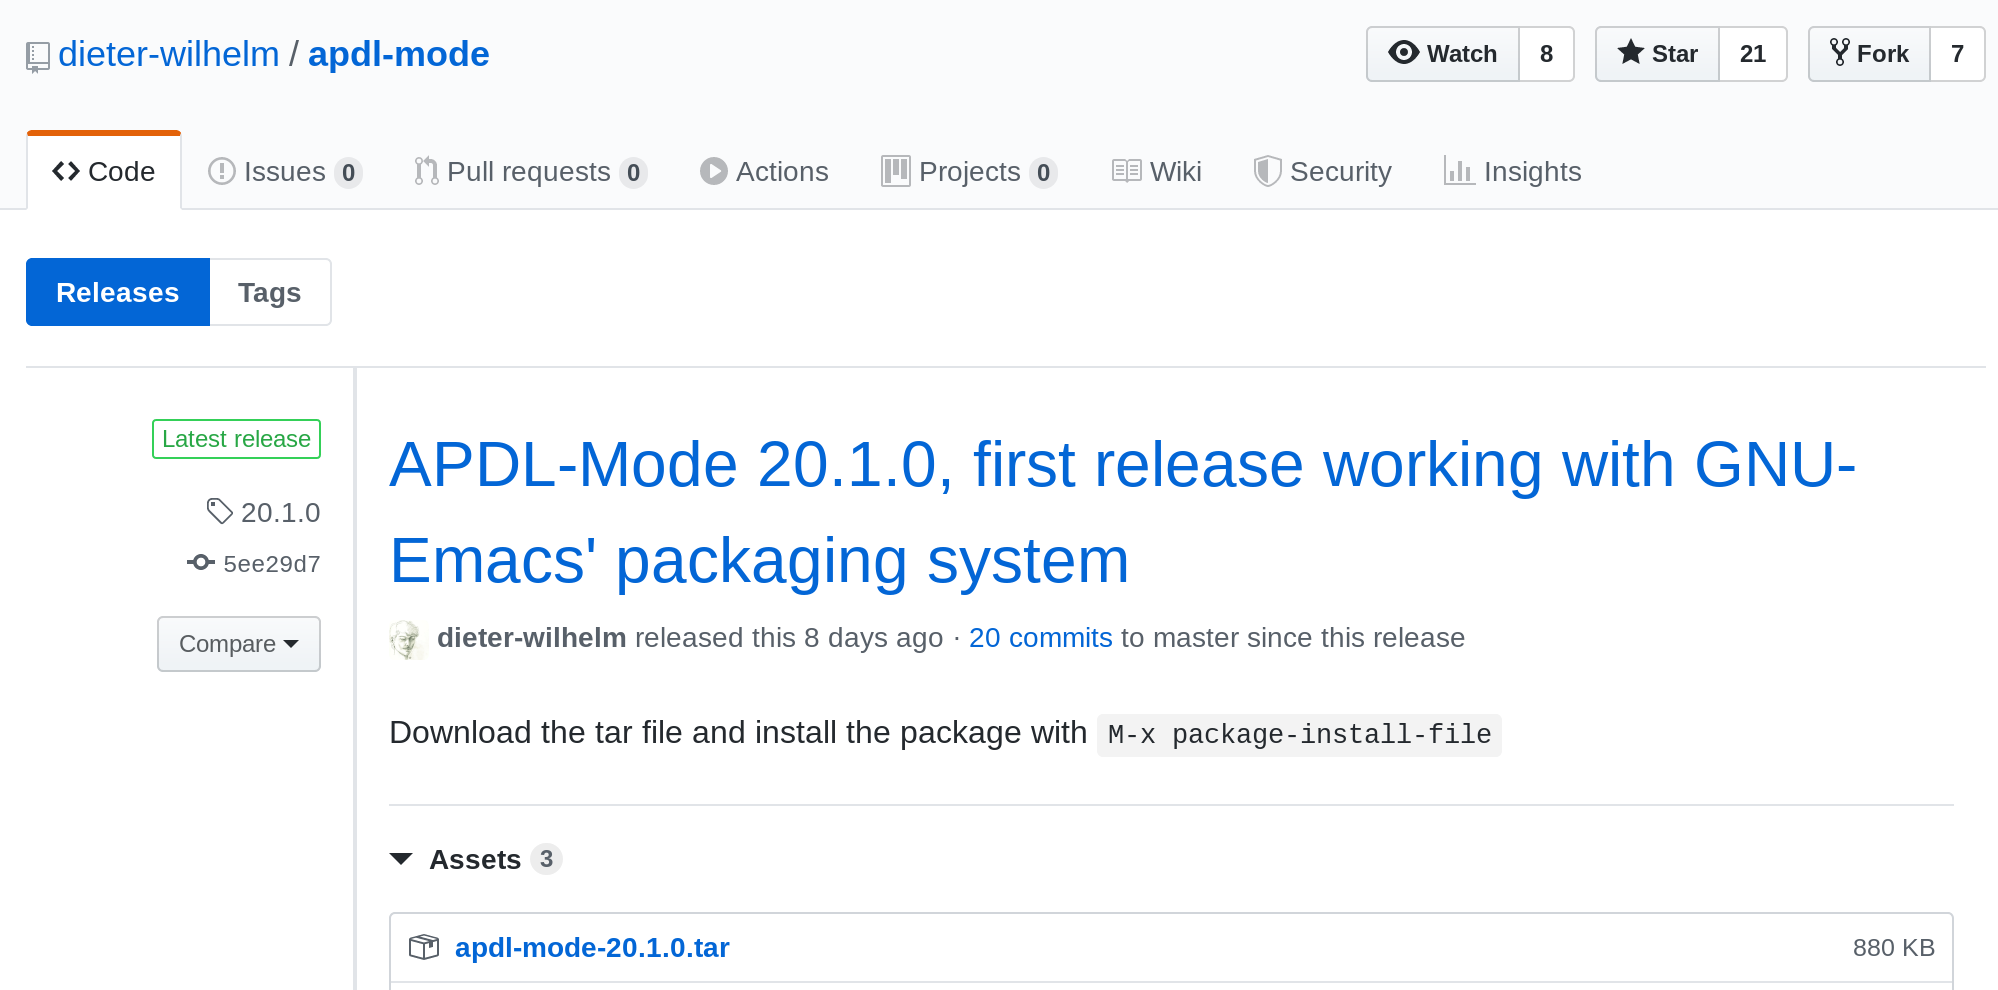 dieter-wilhelm / apdl-mode
Watch 8 Star 21 Fork 7
Code Issues 0 Pull requests 0 Actions Projects 0 Wiki Security Insights
Releases Tags
Latest release
20.1.0
5ee29d7
Compare
APDL-Mode 20.1.0, first release working with GNU-
Emacs' packaging system
dieter-wilhelm released this 8 days ago · 20 commits to master since this release
Download the tar file and install the package with M-x package-install-file
Assets 3
apdl-mode-20.1.0.tar 880 KB